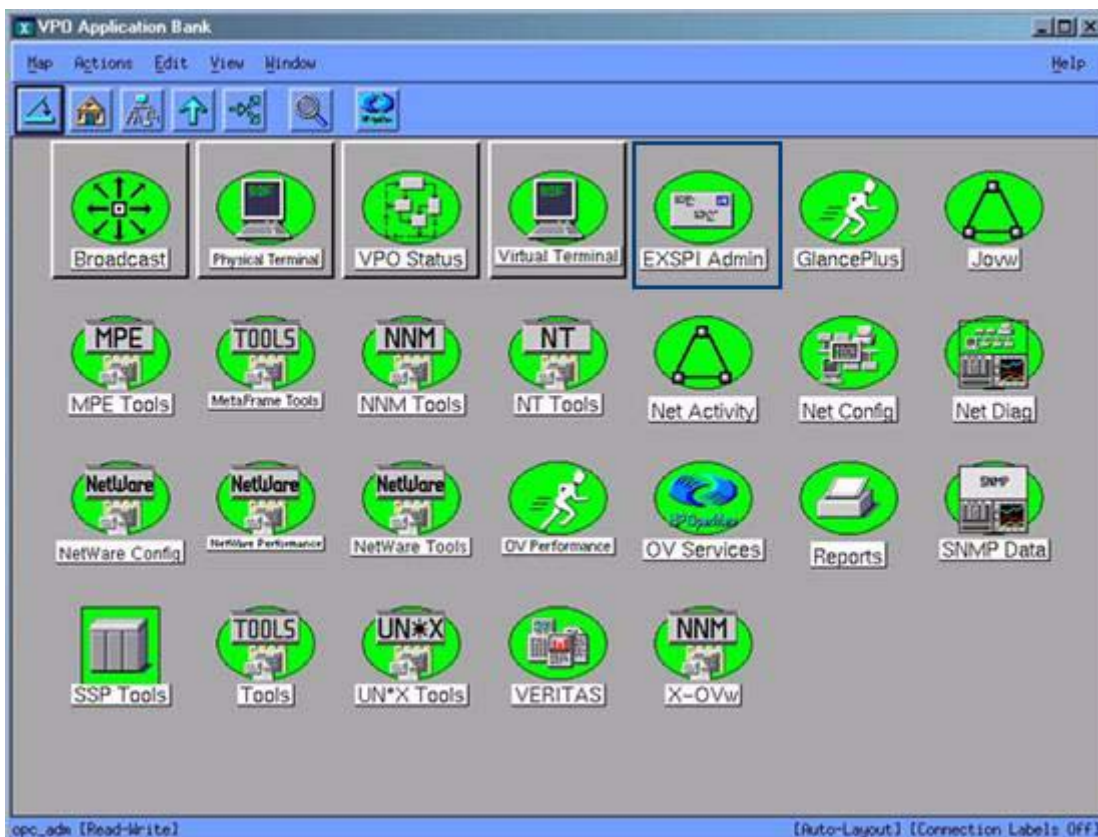 VPO Application Bank
Map Actions Edit View Window Help
Broadcast Physical Terminal VPO Status Virtual Terminal EXSPI Admin GlancePlus Jovw
MPE TOOLS NNM NT
MPE Tools MetaFrame Tools NNM Tools NT Tools Net Activity Net Config Net Diag
NetWare NetWare NetWare SNMP
NetWare Config NetWare Performance NetWare Tools OV Performance OV Services Reports SNMP Data
TOOLS UN*X NNM
SSP Tools Tools UN*X Tools VERITAS X-OVw
opc_adm [Read-Write] [Auto-Layout] [Connection Labels Off]